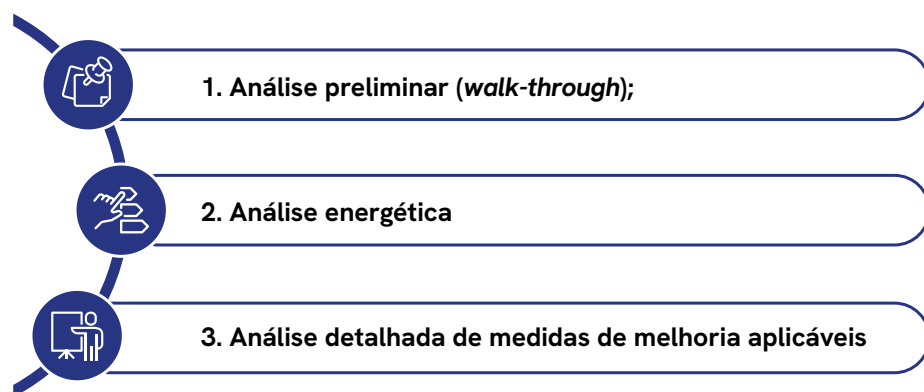 1. Análise preliminar (walk-through);
2. Análise energética
3. Análise detalhada de medidas de melhoria aplicáveis